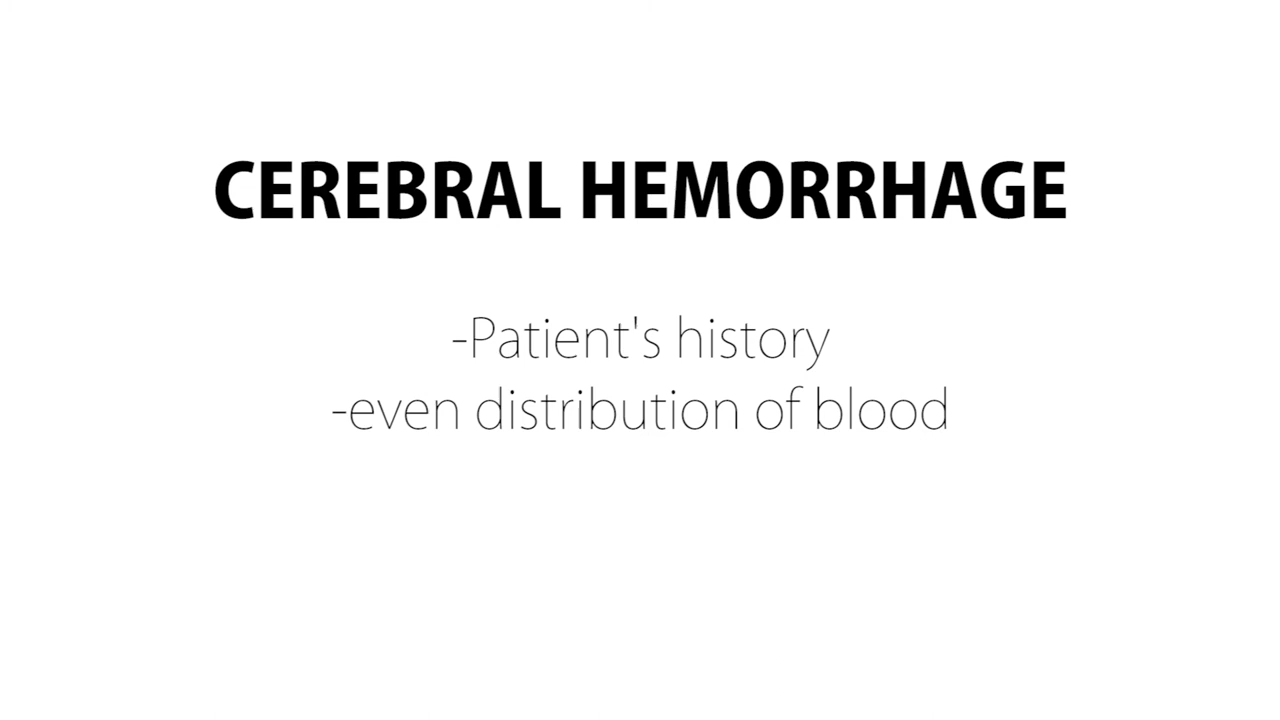 CEREBRAL HEMORRHAGE
-Patient's history
-even distribution of blood